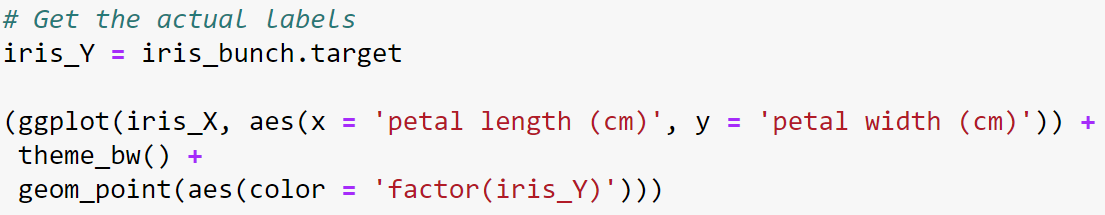 # Get the actual labels
iris_Y = iris_bunch.target
(ggplot(iris_X, aes(x = 'petal length (cm)', y = 'petal width (cm)')) +
theme_bw() +
geom_point(aes(color = 'factor(iris_Y)')))